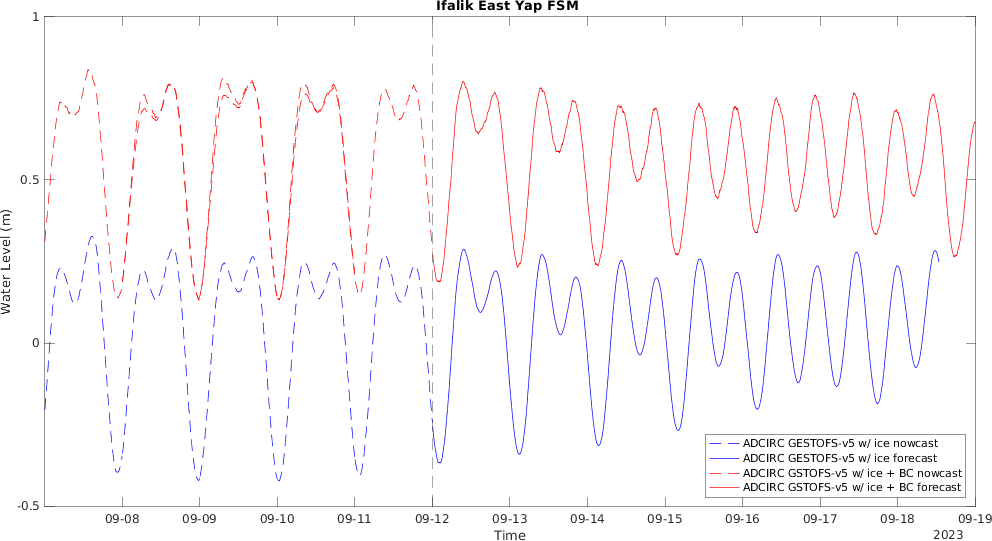 Ifalik East Yap FSM
Water Level (m)
1
0.5
0
-0.5
09-08 09-09 09-10 09-11 09-12 09-13 09-14 09-15 09-16 09-17 09-18 09-19
Time
2023
ADCIRC GESTOFS-v5 w/ ice nowcast
ADCIRC GESTOFS-v5 w/ ice forecast
ADCIRC GSTOFS-v5 w/ ice + BC nowcast
ADCIRC GSTOFS-v5 w/ ice + BC forecast